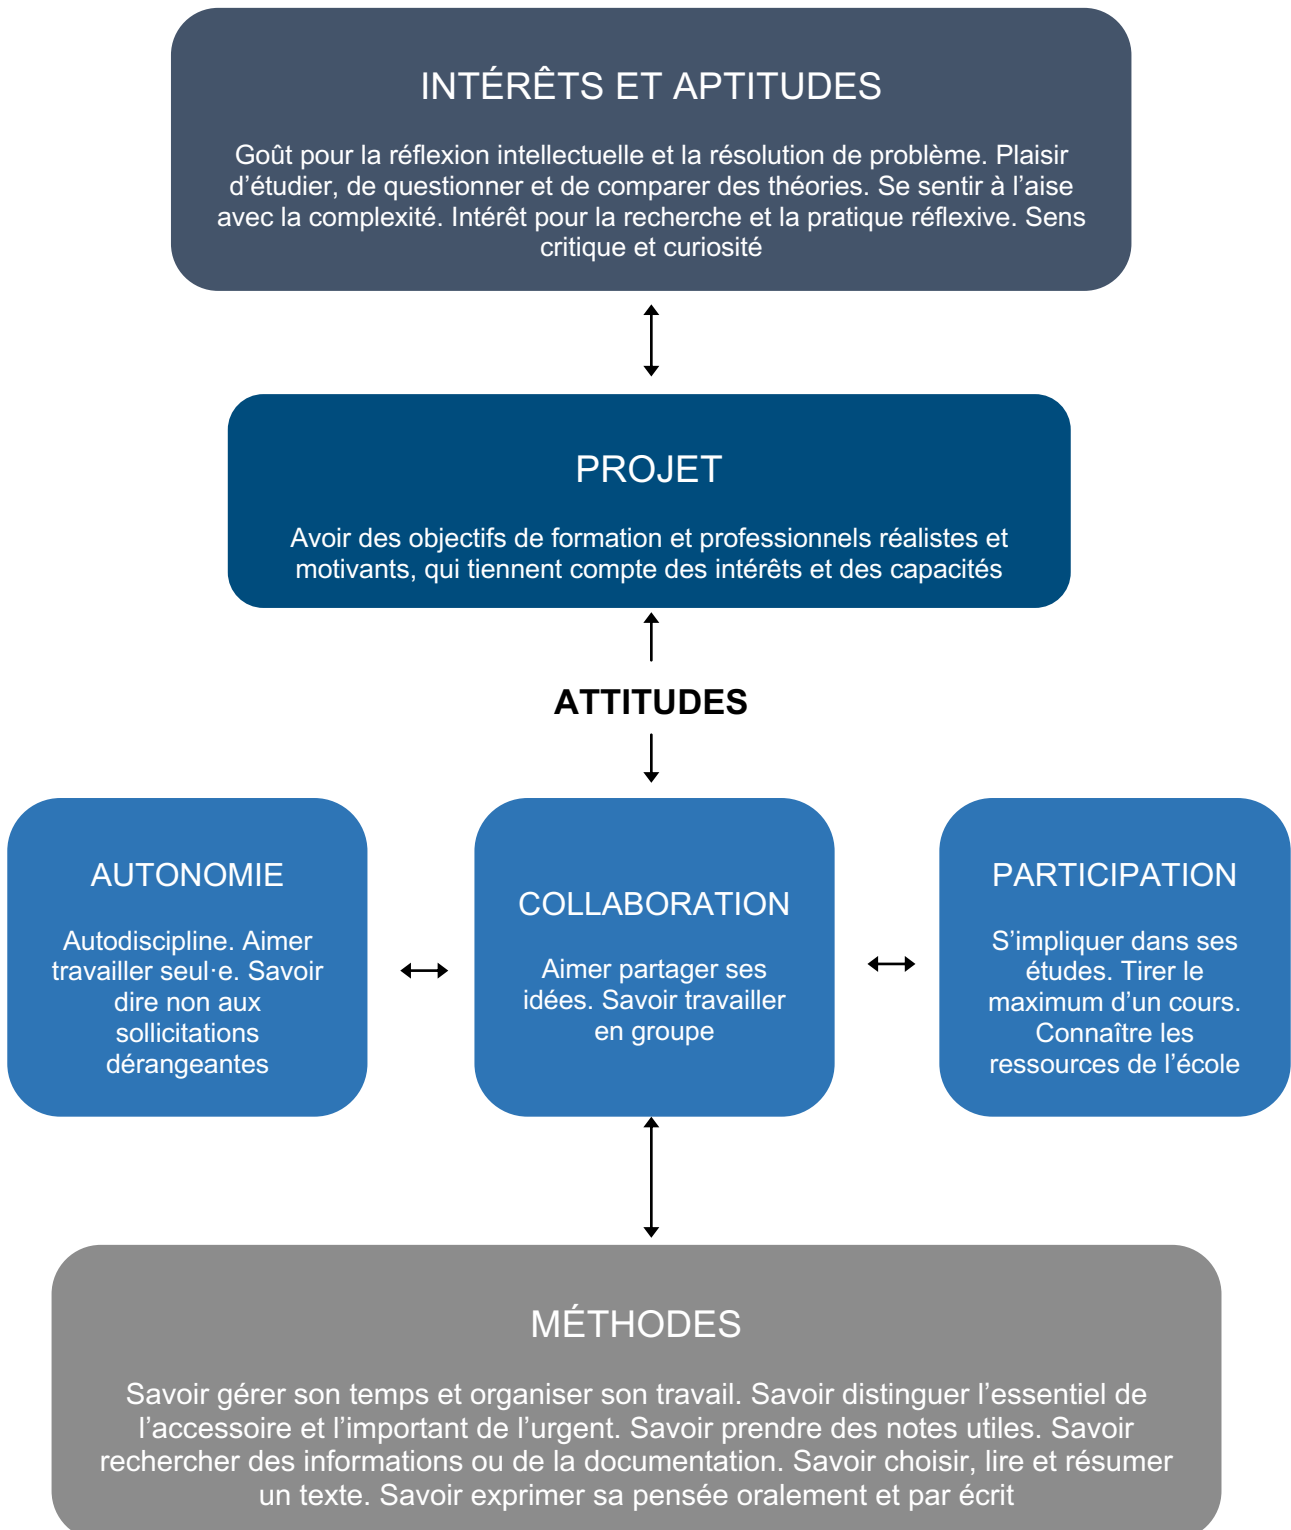 INTÉRÊTS ET APTITUDES
Goût pour la réflexion intellectuelle et la résolution de problème. Plaisir
d’étudier, de questionner et de comparer des théories. Se sentir à l’aise
avec la complexité. Intérêt pour la recherche et la pratique réflexive. Sens
critique et curiosité
PROJET
Avoir des objectifs de formation et professionnels réalistes et
motivants, qui tiennent compte des intérêts et des capacités
ATTITUDES
AUTONOMIE
Autodiscipline. Aimer
travailler seul·e. Savoir
dire non aux
sollicitations
dérangeantes
COLLABORATION
Aimer partager ses
idées. Savoir travailler
en groupe
PARTICIPATION
S’impliquer dans ses
études. Tirer le
maximum d’un cours.
Connaître les
ressources de l’école
MÉTHODES
Savoir gérer son temps et organiser son travail. Savoir distinguer l’essentiel de
l’accessoire et l’important de l’urgent. Savoir prendre des notes utiles. Savoir
rechercher des informations ou de la documentation. Savoir choisir, lire et résumer
un texte. Savoir exprimer sa pensée oralement et par écrit